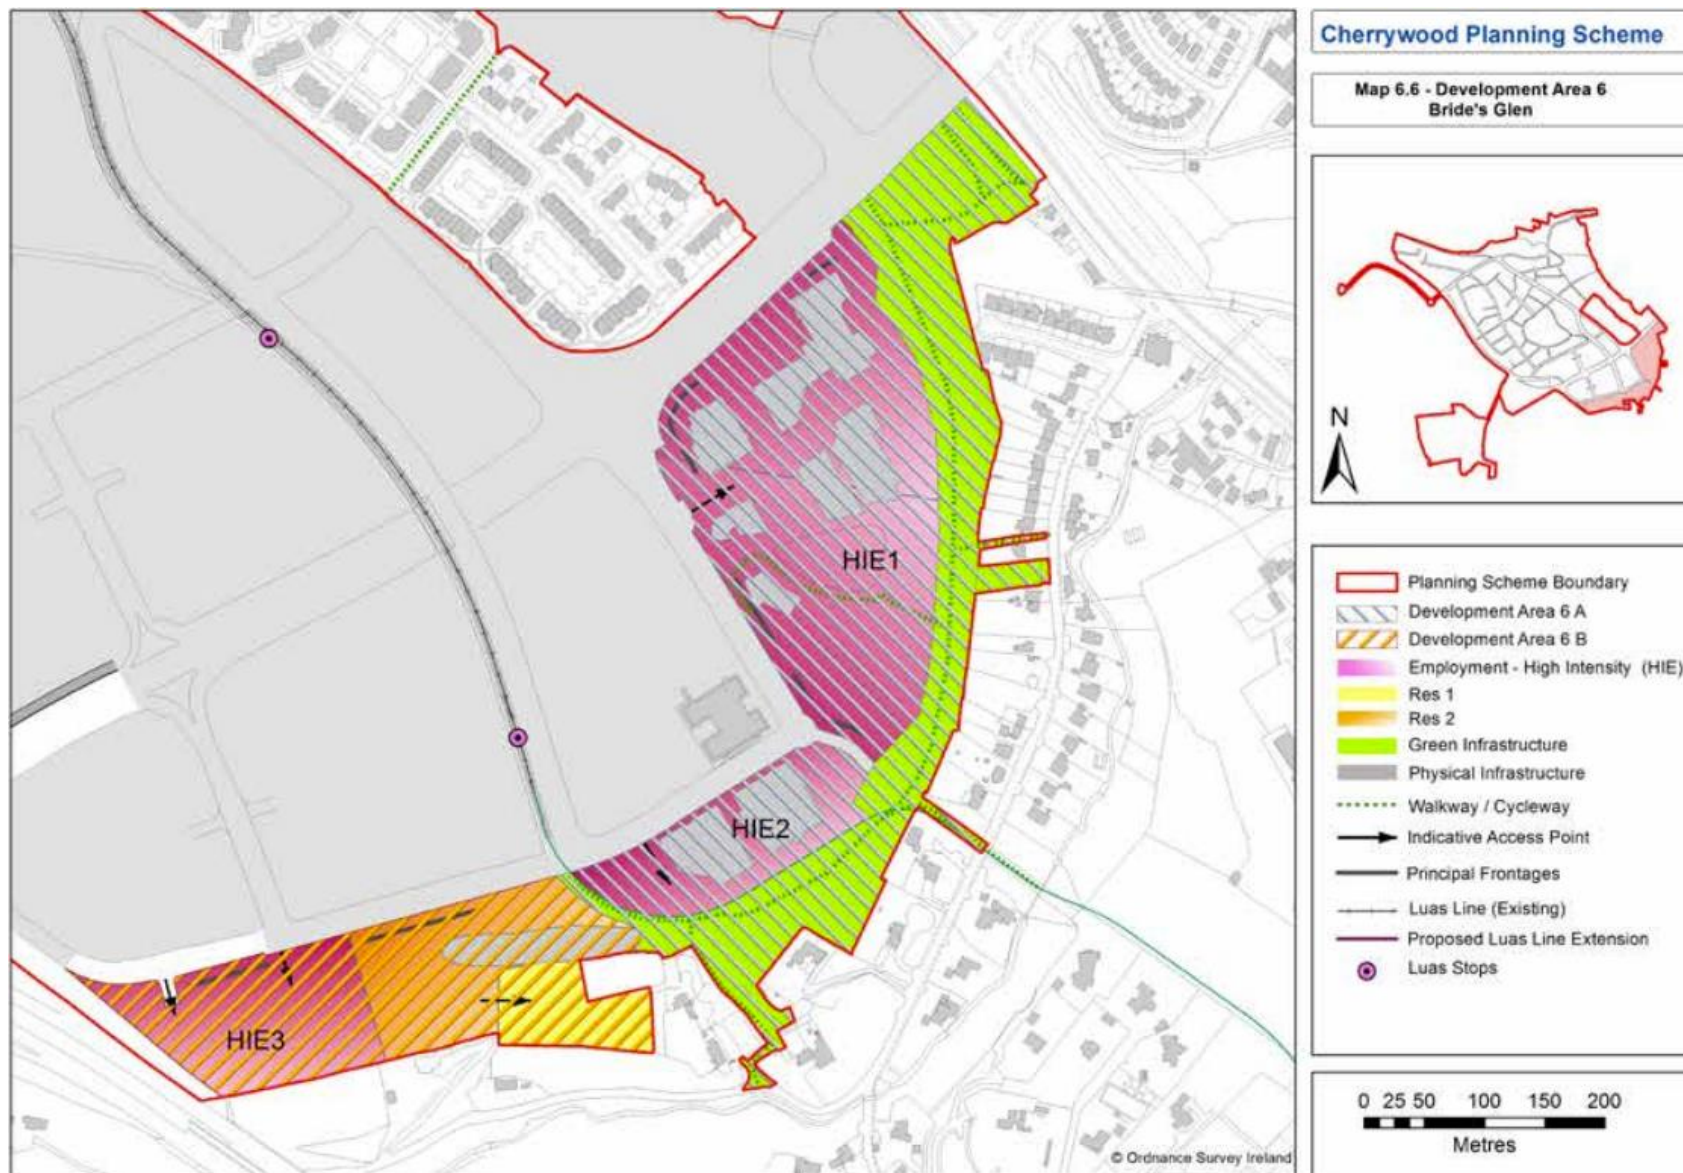 Cherrywood Planning Scheme
Map 6.6 - Development Area 6
Bride's Glen
N
HIE1
HIE2
HIE3
Planning Scheme Boundary
Development Area 6 A
Development Area 6 B
Employment - High Intensity (HIE)
Res 1
Res 2
Green Infrastructure
Physical Infrastructure
Walkway / Cycleway
Indicative Access Point
Principal Frontages
Luas Line (Existing)
Proposed Luas Line Extension
Luas Stops
0 25 50 100 150 200
Metres
© Ordnance Survey Ireland